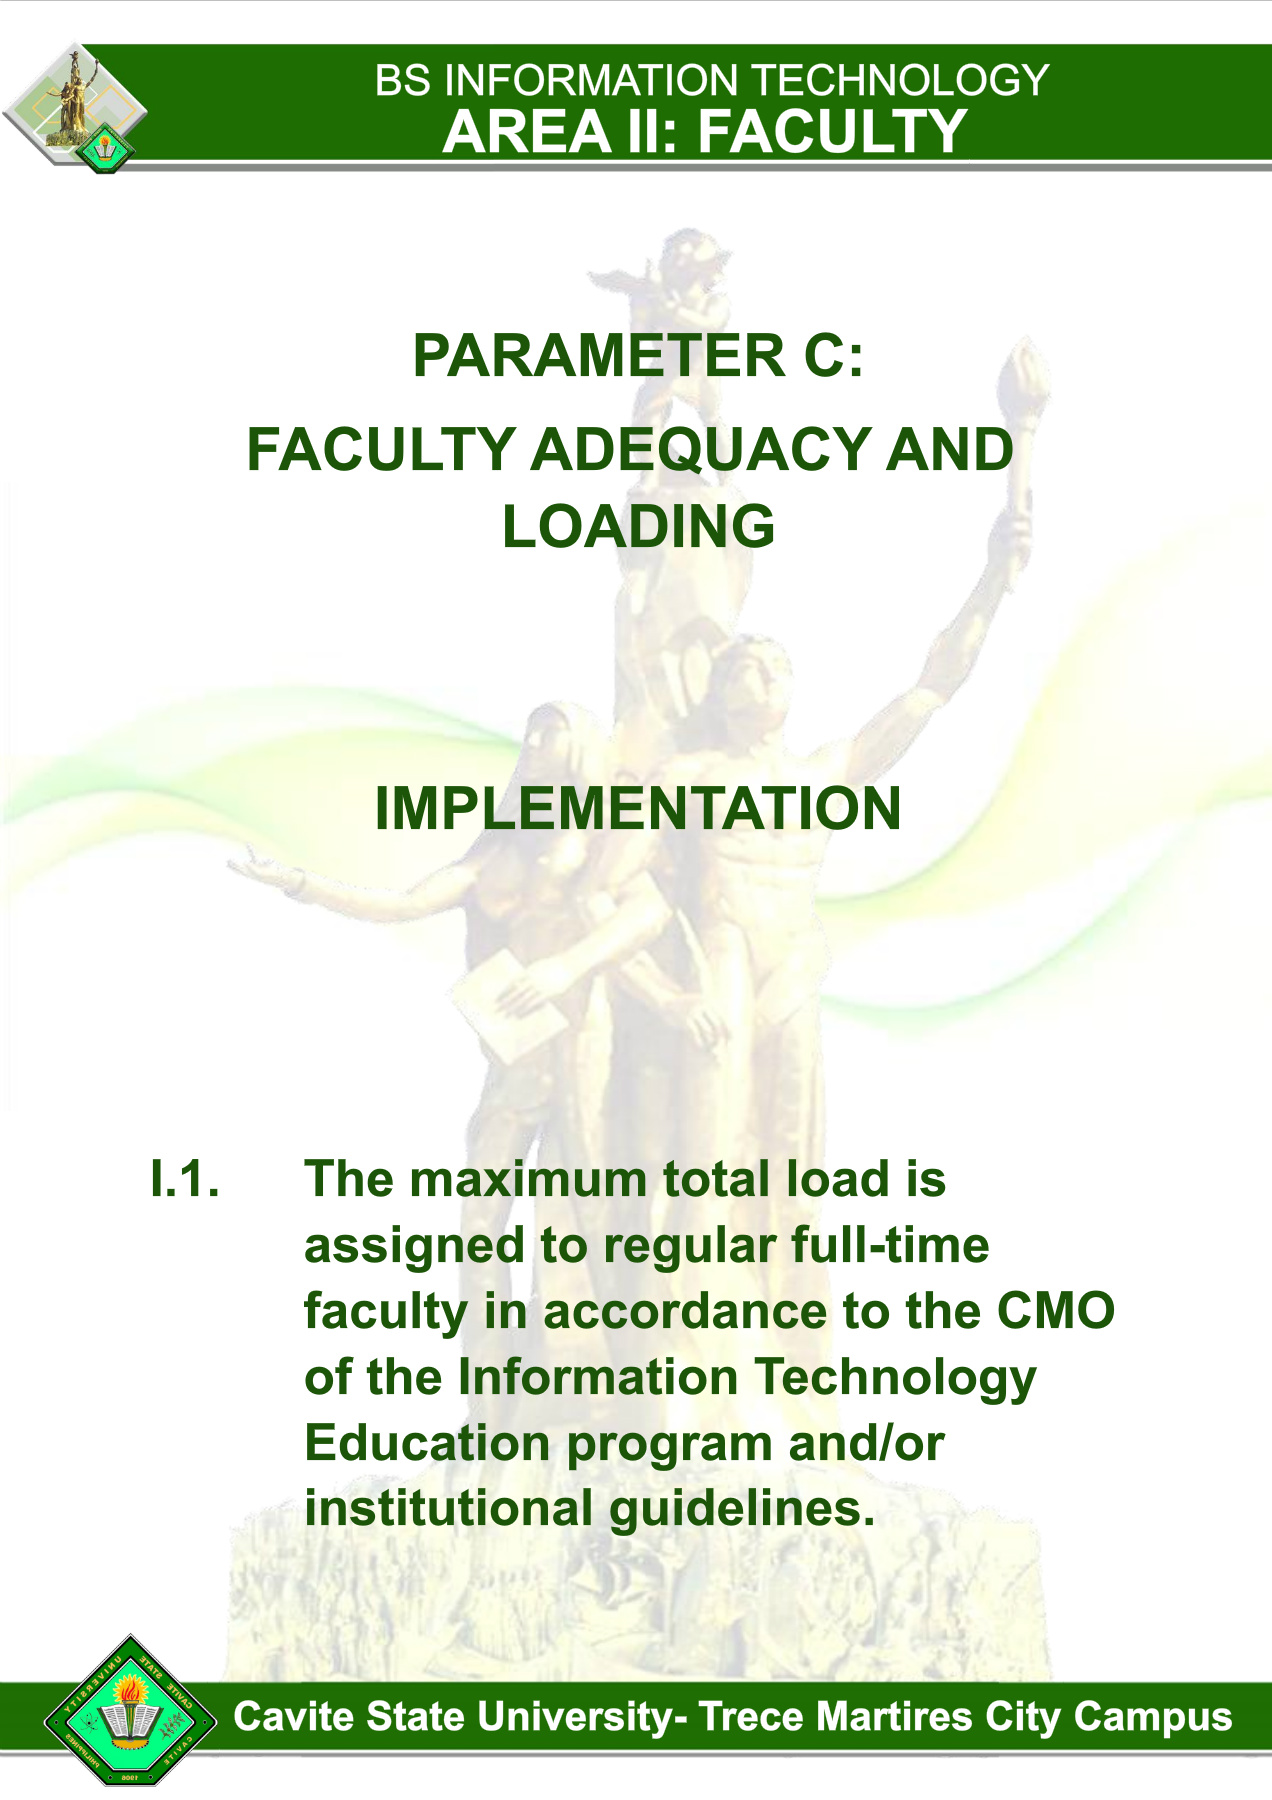 BS INFORMATION TECHNOLOGY
AREA II: FACULTY
PARAMETER C:
FACULTY ADEQUACY AND
LOADING
IMPLEMENTATION
I.1. The maximum total load is
assigned to regular full-time
faculty in accordance to the CMO
of the Information Technology
Education program and/or
institutional guidelines.
CAVITE STATE UNIVERSITY
CAVITE
PHILIPPINES
1906
Cavite State University- Trece Martires City Campus